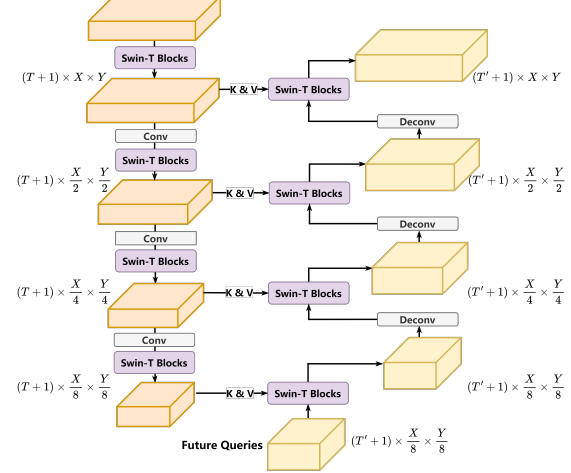 Swin-T Blocks
(T + 1) × X × Y
K & V
Swin-T Blocks
(T′ + 1) × X × Y
Conv
Deconv
Swin-T Blocks
(T + 1) × X/2 × Y/2
K & V
Swin-T Blocks
(T′ + 1) × X/2 × Y/2
Conv
Deconv
Swin-T Blocks
(T + 1) × X/4 × Y/4
K & V
Swin-T Blocks
(T′ + 1) × X/4 × Y/4
Conv
Deconv
Swin-T Blocks
(T + 1) × X/8 × Y/8
K & V
Swin-T Blocks
(T′ + 1) × X/8 × Y/8
Future Queries
(T′ + 1) × X/8 × Y/8